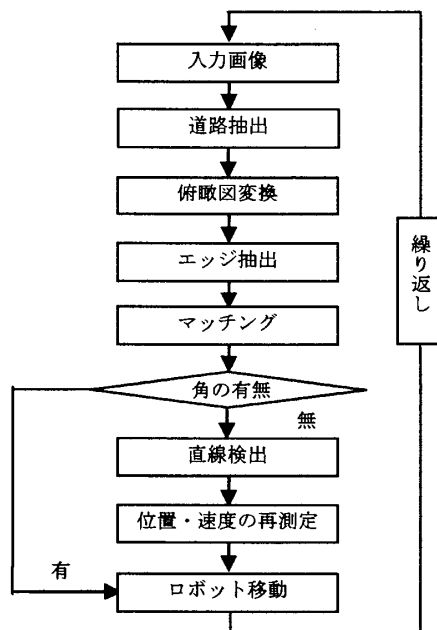 入力画像
道路抽出
俯瞰図変換
エッジ抽出
マッチング
角の有無
無
直線検出
位置・速度の再測定
有
ロボット移動
繰り返し